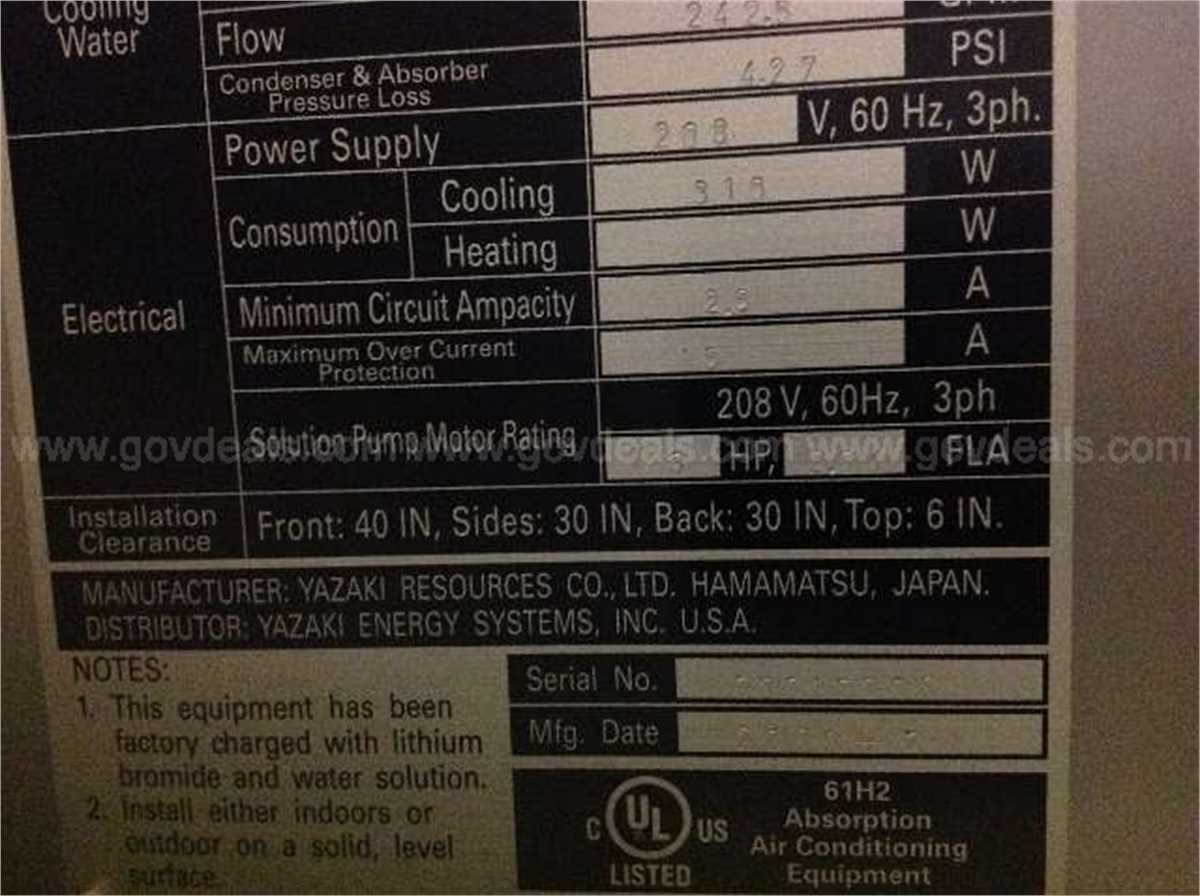 Cooling
Water
Flow
242.5
Condenser & Absorber
Pressure Loss
4.27
PSI
Electrical
Power Supply
208
V, 60 Hz, 3ph.
Consumption
Cooling
W
Heating
W
Minimum Circuit Ampacity
A
Maximum Over Current
Protection
A
Solution Pump Motor Rating
208 V, 60Hz, 3ph
HP,
FLA
www.govdeals.com www.govdeals.com www.govdeals.com
Installation
Clearance
Front: 40 IN, Sides: 30 IN, Back: 30 IN, Top: 6 IN.
MANUFACTURER: YAZAKI RESOURCES CO., LTD. HAMAMATSU, JAPAN.
DISTRIBUTOR: YAZAKI ENERGY SYSTEMS, INC. U.S.A.
NOTES:
1. This equipment has been
factory charged with lithium
bromide and water solution.
2. Install either indoors or
outdoor on a solid, level
surface.
Serial No.
Mfg. Date
C UL US
LISTED
61H2
Absorption
Air Conditioning
Equipment